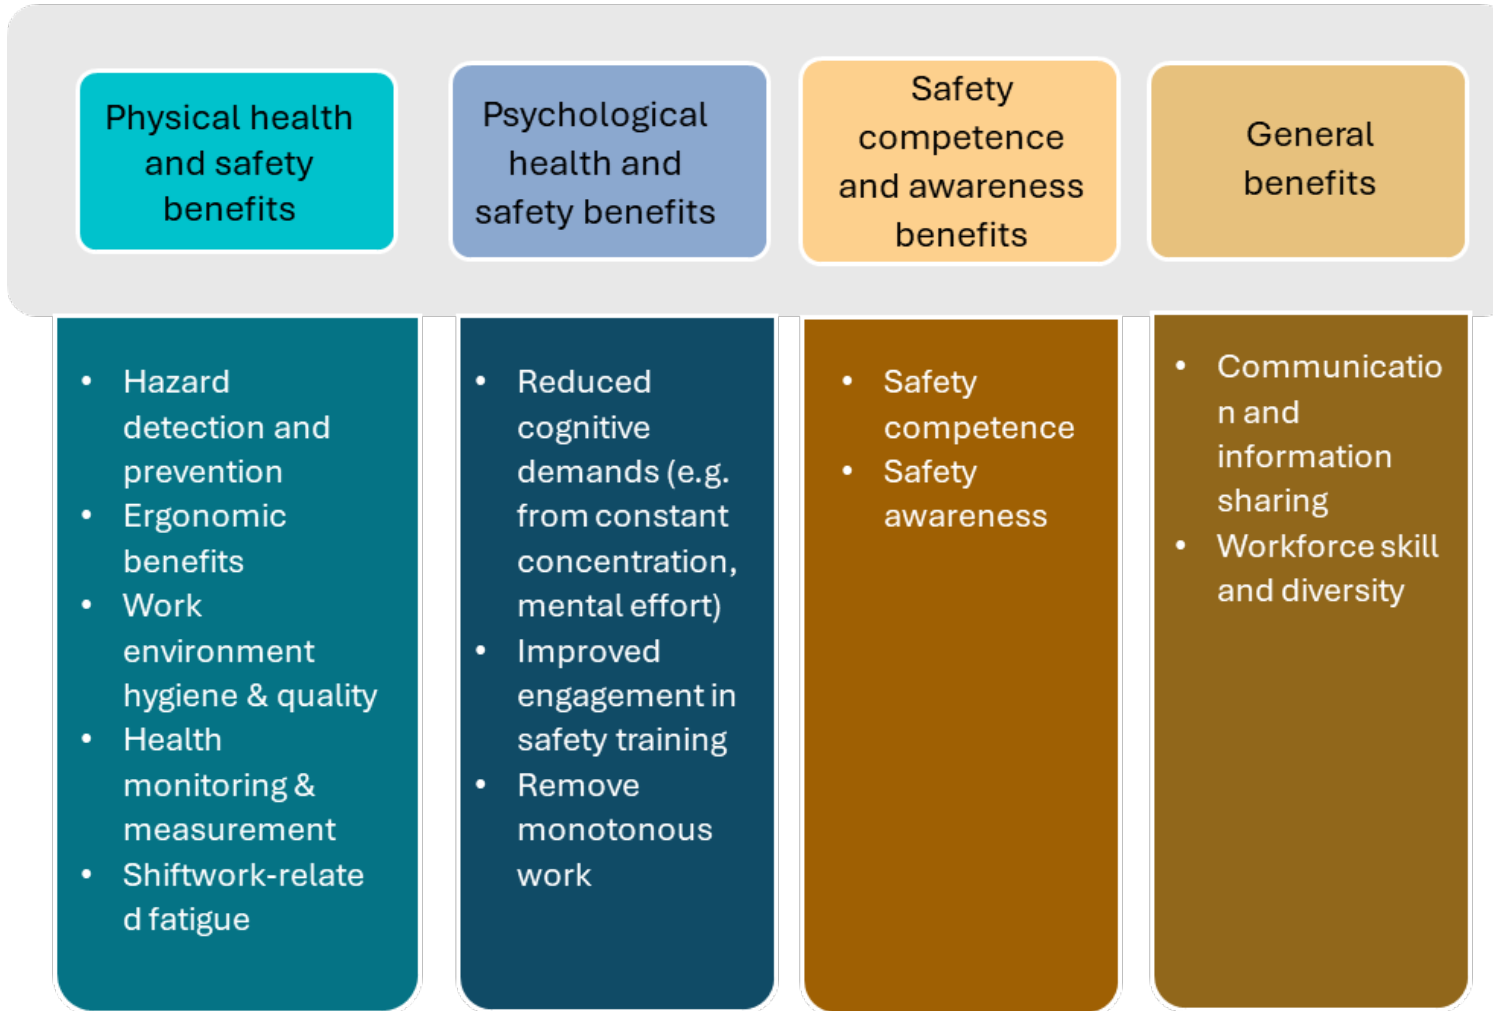 Physical health
and safety
benefits
Psychological
health and
safety benefits
Safety
competence
and awareness
benefits
General
benefits
• Hazard
detection and
prevention
• Ergonomic
benefits
• Work
environment
hygiene & quality
• Health
monitoring &
measurement
• Shiftwork-relate
d fatigue
• Reduced
cognitive
demands (e.g.
from constant
concentration,
mental effort)
• Improved
engagement in
safety training
• Remove
monotonous
work
• Safety
competence
• Safety
awareness
• Communicatio
n and
information
sharing
• Workforce skill
and diversity